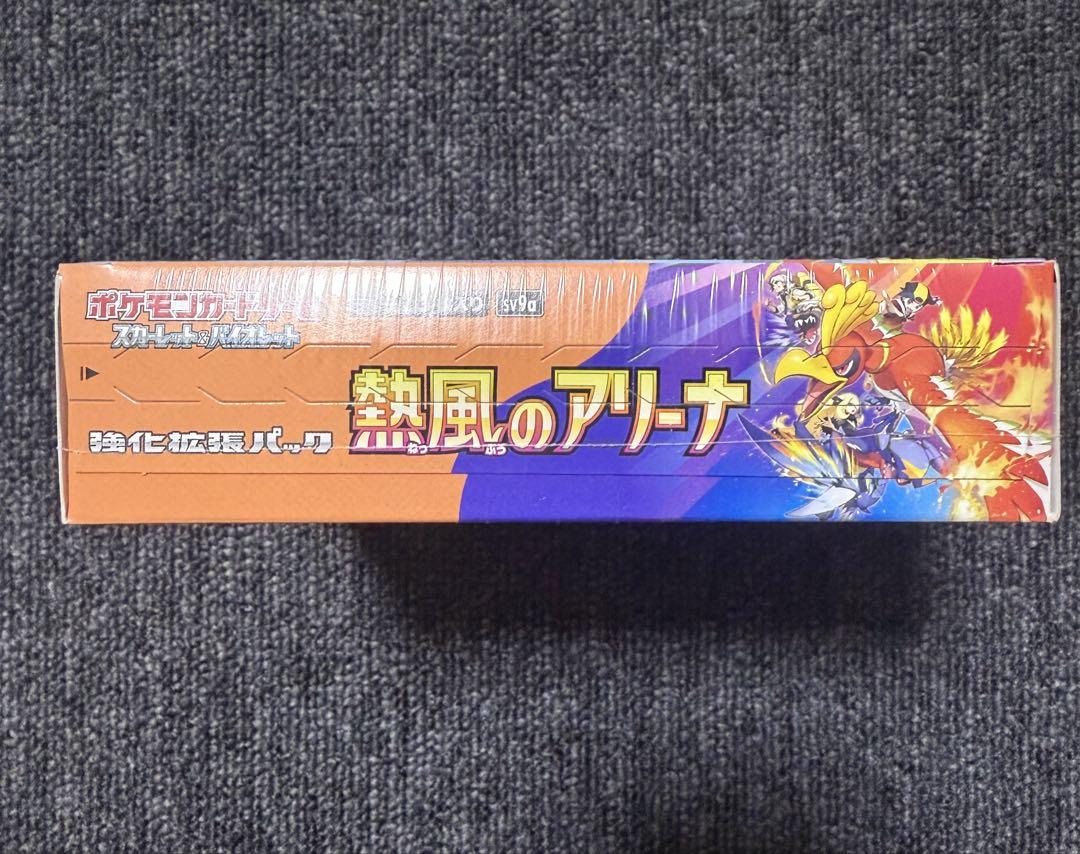 ポケモンカードゲーム
スカーレット&バイオレット
sv9a
強化拡張パック
熱風のアリーナ
ねっ ぷう